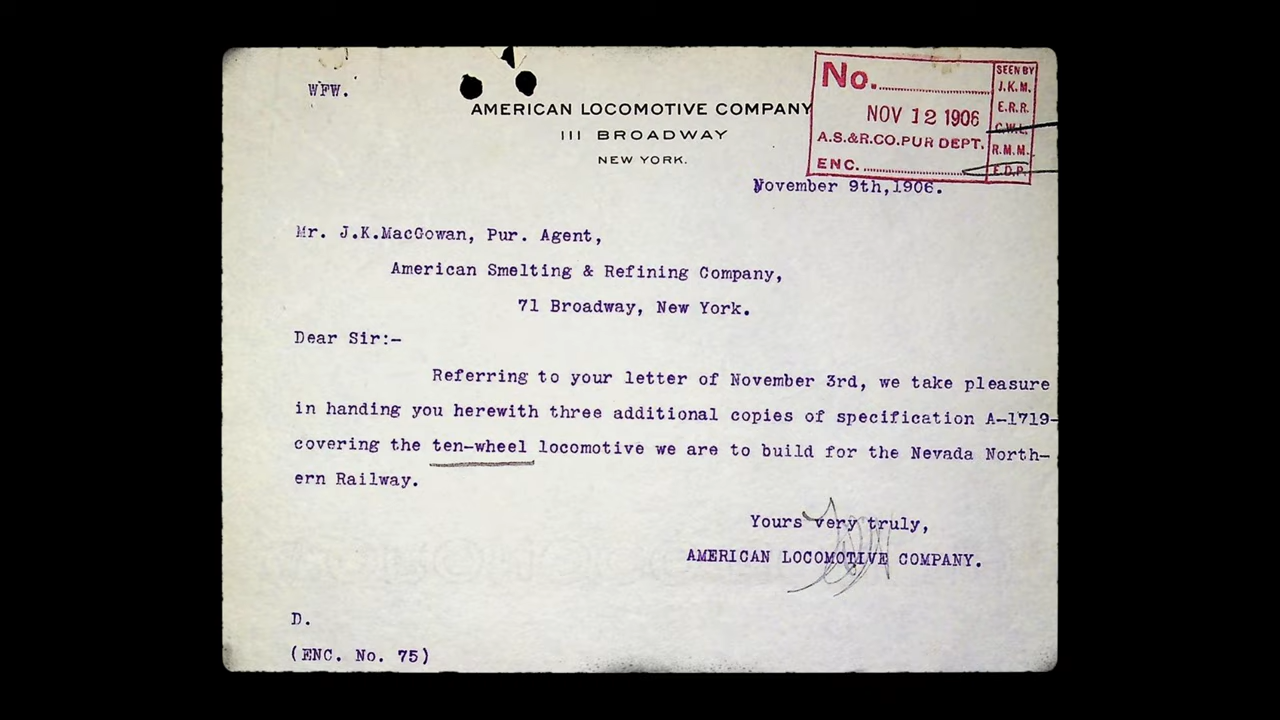 WFW.
AMERICAN LOCOMOTIVE COMPANY
111 BROADWAY
NEW YORK.
No.
NOV 12 1906
A.S.&R.CO.PUR DEPT.
ENC.
SEEN BY
J.K.M.
E.R.R.
C.W.L.
R.M.M.
E.D.P.
November 9th,1906.
Mr. J.K.MacGowan, Pur. Agent,
American Smelting & Refining Company,
71 Broadway, New York.
Dear Sir:-
Referring to your letter of November 3rd, we take pleasure
in handing you herewith three additional copies of specification A-1719-
covering the ten-wheel locomotive we are to build for the Nevada North-
ern Railway.
Yours very truly,
AMERICAN LOCOMOTIVE COMPANY.
D.
(ENC. No. 75)